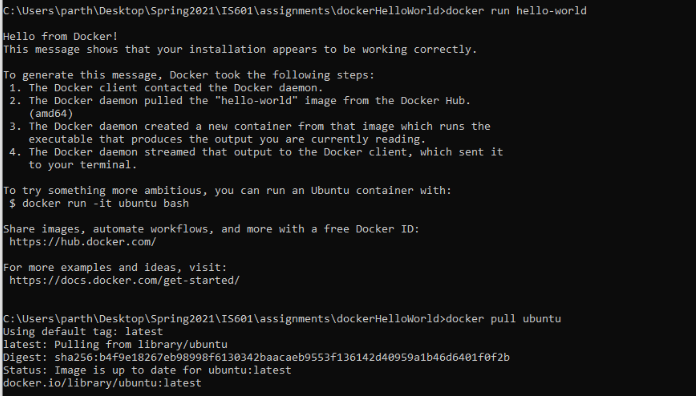 C:\Users\parth\Desktop\Spring2021\IS601\assignments\dockerHelloWorld>docker run hello-world
Hello from Docker!
This message shows that your installation appears to be working correctly.
To generate this message, Docker took the following steps:
1. The Docker client contacted the Docker daemon.
2. The Docker daemon pulled the "hello-world" image from the Docker Hub.
(amd64)
3. The Docker daemon created a new container from that image which runs the
executable that produces the output you are currently reading.
4. The Docker daemon streamed that output to the Docker client, which sent it
to your terminal.
To try something more ambitious, you can run an Ubuntu container with:
$ docker run -it ubuntu bash
Share images, automate workflows, and more with a free Docker ID:
https://hub.docker.com/
For more examples and ideas, visit:
https://docs.docker.com/get-started/
C:\Users\parth\Desktop\Spring2021\IS601\assignments\dockerHelloWorld>docker pull ubuntu
Using default tag: latest
latest: Pulling from library/ubuntu
Digest: sha256:b4f9e18267eb98998f6130342baacaeb9553f136142d40959a1b46d6401f0f2b
Status: Image is up to date for ubuntu:latest
docker.io/library/ubuntu:latest